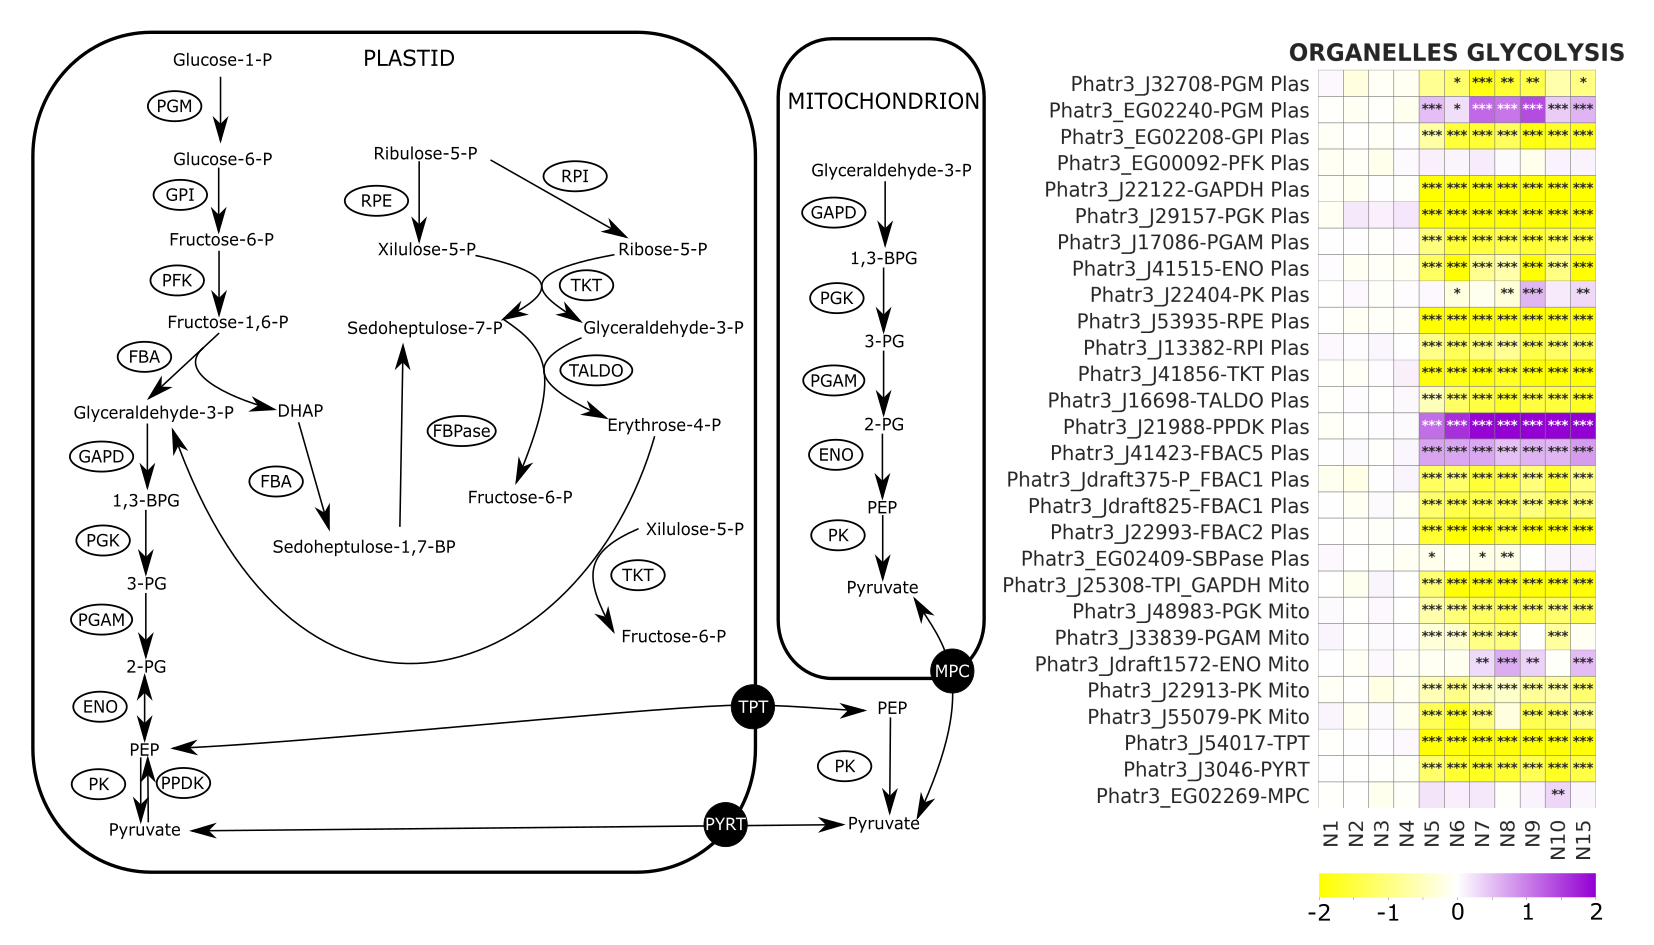 PLASTID
Glucose-1-P
PGM
Glucose-6-P
GPI
Fructose-6-P
PFK
Fructose-1,6-P
FBA
Glyceraldehyde-3-P
DHAP
GAPD
FBA
1,3-BPG
PGK
Sedoheptulose-1,7-BP
3-PG
PGAM
2-PG
ENO
PEP
PK
PPDK
Pyruvate
Ribulose-5-P
RPE
RPI
Xilulose-5-P
Ribose-5-P
TKT
Sedoheptulose-7-P
Glyceraldehyde-3-P
TALDO
FBPase
Erythrose-4-P
Fructose-6-P
Xilulose-5-P
TKT
Fructose-6-P
TPT
PYRT
MITOCHONDRION
Glyceraldehyde-3-P
GAPD
1,3-BPG
PGK
3-PG
PGAM
2-PG
ENO
PEP
PK
Pyruvate
MPC
PEP
PK
Pyruvate
ORGANELLES GLYCOLYSIS
Phatr3_J32708-PGM Plas * *** ** ** *
Phatr3_EG02240-PGM Plas *** * *** *** *** *** ***
Phatr3_EG02208-GPI Plas *** *** *** *** *** *** ***
Phatr3_EG00092-PFK Plas
Phatr3_J22122-GAPDH Plas *** *** *** *** *** *** ***
Phatr3_J29157-PGK Plas *** *** *** *** *** *** ***
Phatr3_J17086-PGAM Plas *** *** *** *** *** *** ***
Phatr3_J41515-ENO Plas *** *** *** *** *** *** ***
Phatr3_J22404-PK Plas * ** *** **
Phatr3_J53935-RPE Plas *** *** *** *** *** *** ***
Phatr3_J13382-RPI Plas *** *** *** *** *** *** ***
Phatr3_J41856-TKT Plas *** *** *** *** *** *** ***
Phatr3_J16698-TALDO Plas *** *** *** *** *** *** ***
Phatr3_J21988-PPDK Plas *** *** *** *** *** *** ***
Phatr3_J41423-FBAC5 Plas *** *** *** *** *** *** ***
Phatr3_Jdraft375-P_FBAC1 Plas *** *** *** *** *** *** ***
Phatr3_Jdraft825-FBAC1 Plas *** *** *** *** *** *** ***
Phatr3_J22993-FBAC2 Plas *** *** *** *** *** *** ***
Phatr3_EG02409-SBPase Plas * * **
Phatr3_J25308-TPI_GAPDH Mito *** *** *** *** *** *** ***
Phatr3_J48983-PGK Mito *** *** *** *** *** *** ***
Phatr3_J33839-PGAM Mito *** *** *** *** ***
Phatr3_Jdraft1572-ENO Mito ** *** ** ***
Phatr3_J22913-PK Mito *** *** *** *** *** *** ***
Phatr3_J55079-PK Mito *** *** *** *** *** ***
Phatr3_J54017-TPT *** *** *** *** *** *** ***
Phatr3_J3046-PYRT *** *** *** *** *** *** ***
Phatr3_EG02269-MPC **
N1 N2 N3 N4 N5 N6 N7 N8 N9 N10 N15
-2 -1 0 1 2